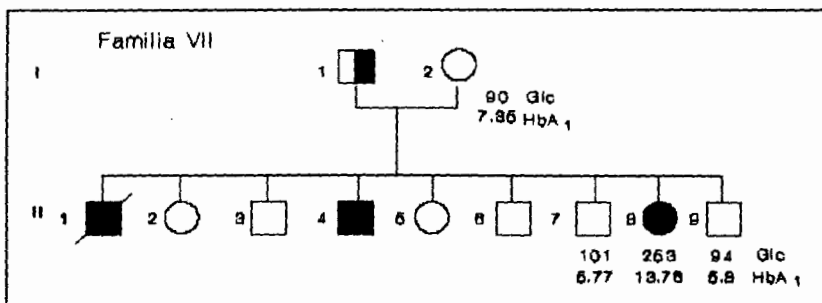 Familia VII
I 1 2
90 Glc
7.85 HbA1
II 1 2 3 4 5 6 7 8 9
101 263 94 Glc
5.77 13.76 5.8 HbA1